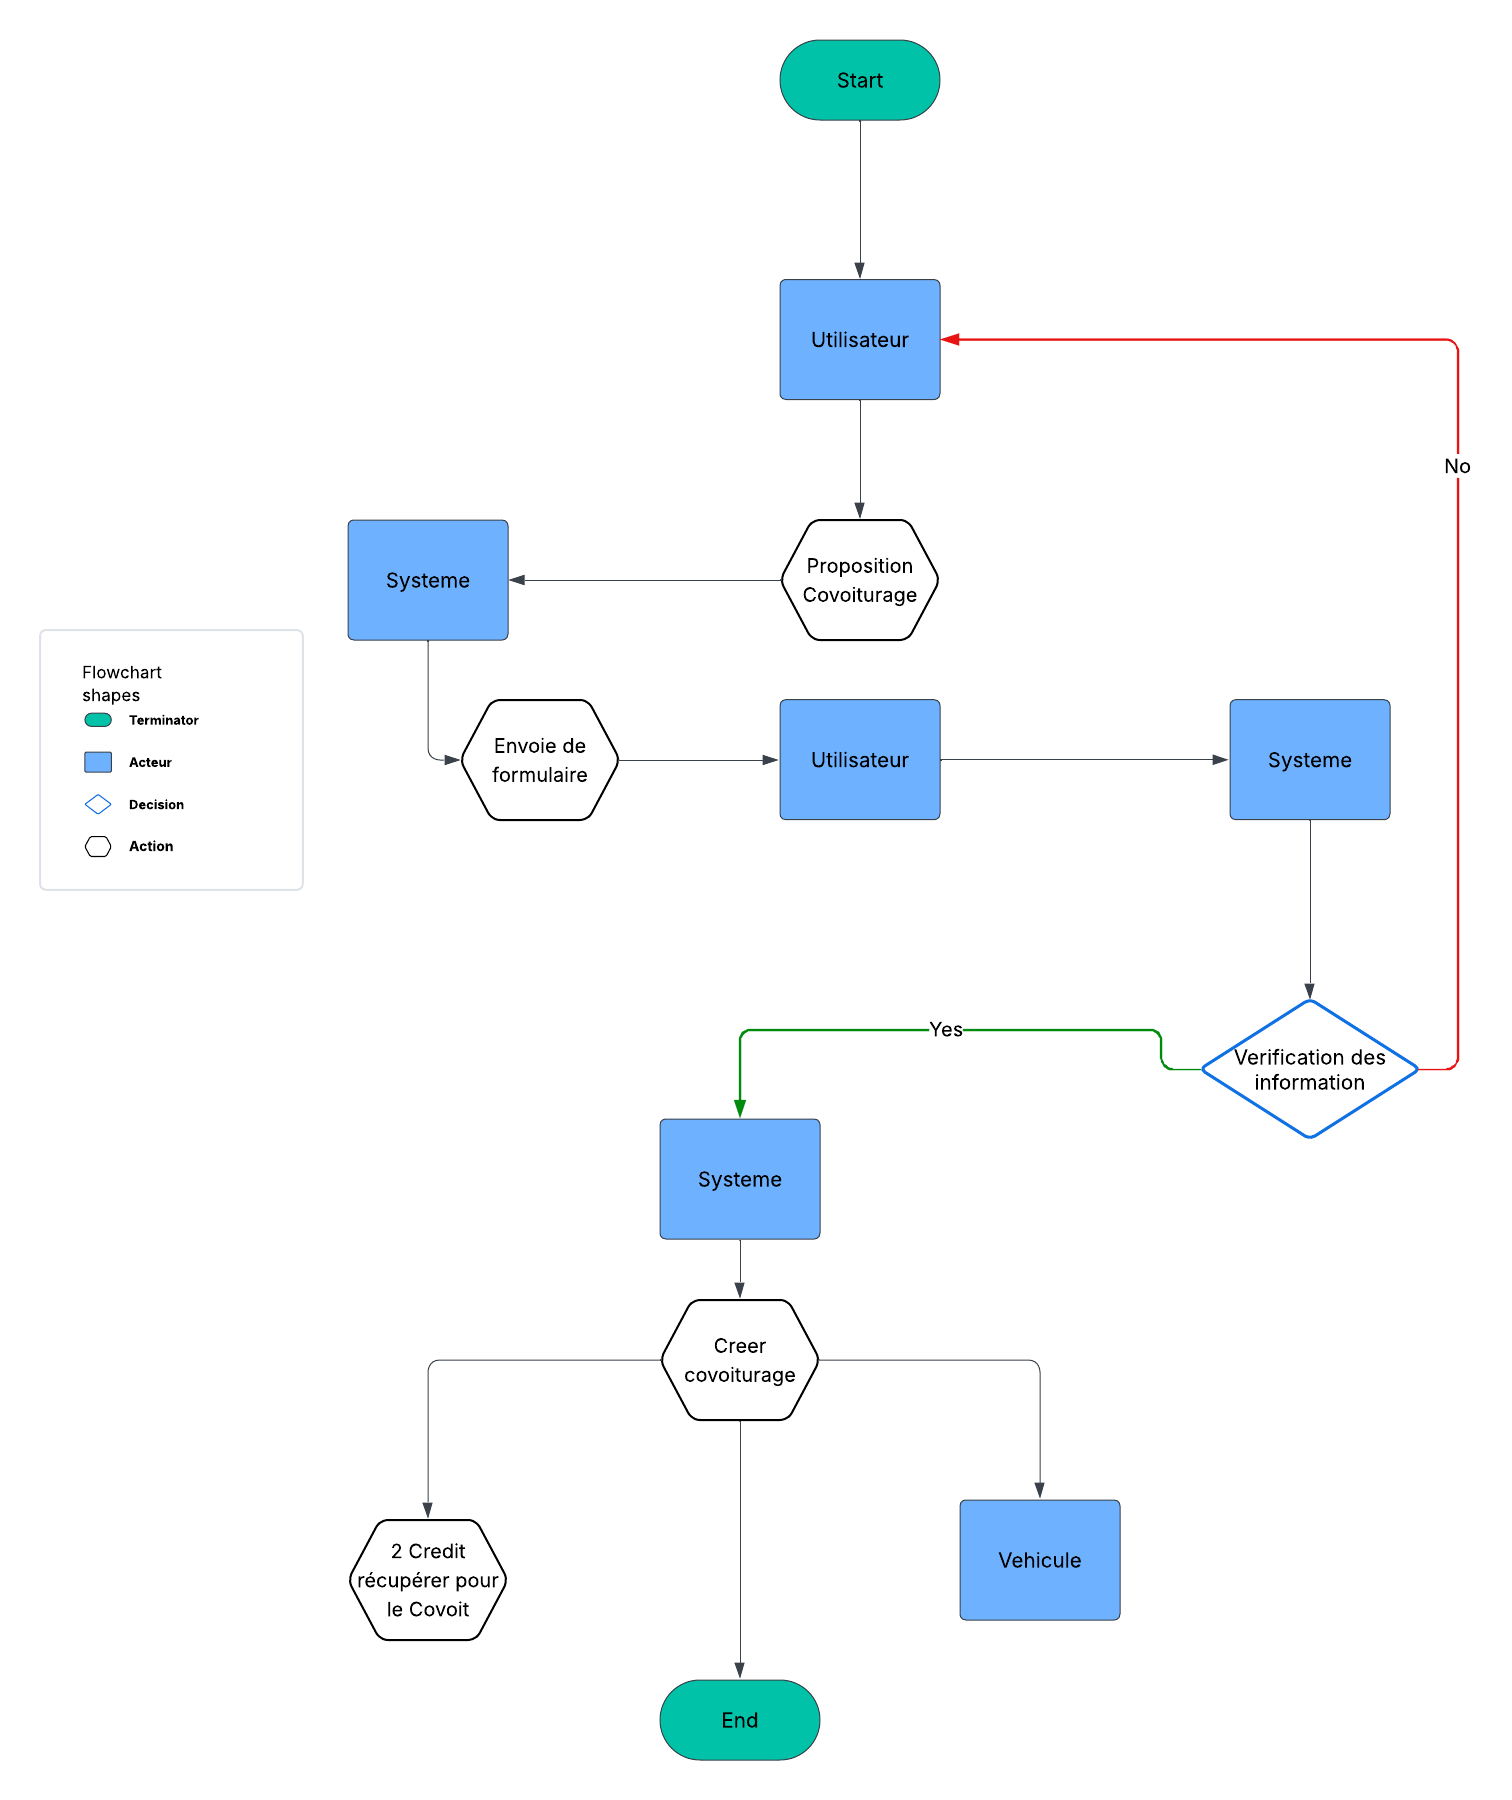 Start
Utilisateur
No
Proposition
Covoiturage
Systeme
Flowchart
shapes
Terminator
Acteur
Decision
Action
Envoie de
formulaire
Utilisateur
Systeme
Yes
Verification des
information
Systeme
Creer
covoiturage
2 Credit
récupérer pour
le Covoit
Vehicule
End